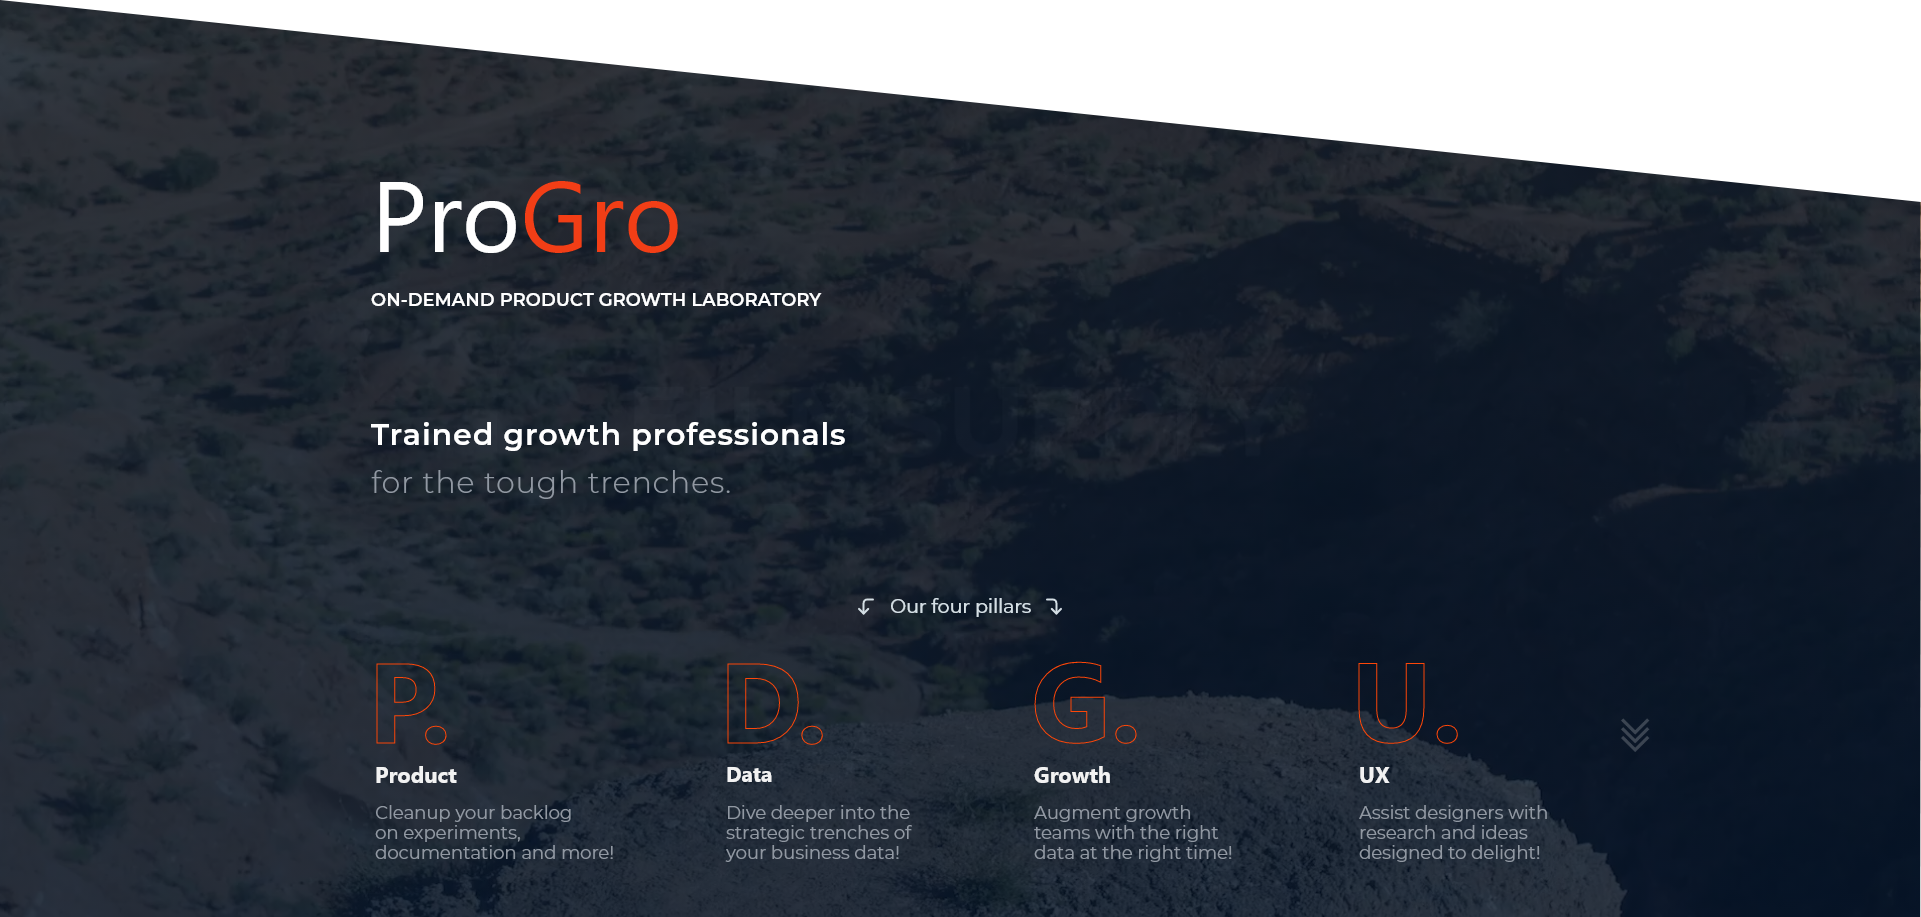 ProGro
ON-DEMAND PRODUCT GROWTH LABORATORY
Trained growth professionals
for the tough trenches.
Our four pillars
P.
Product
Cleanup your backlog
on experiments,
documentation and more!
D.
Data
Dive deeper into the
strategic trenches of
your business data!
G.
Growth
Augment growth
teams with the right
data at the right time!
U.
UX
Assist designers with
research and ideas
designed to delight!